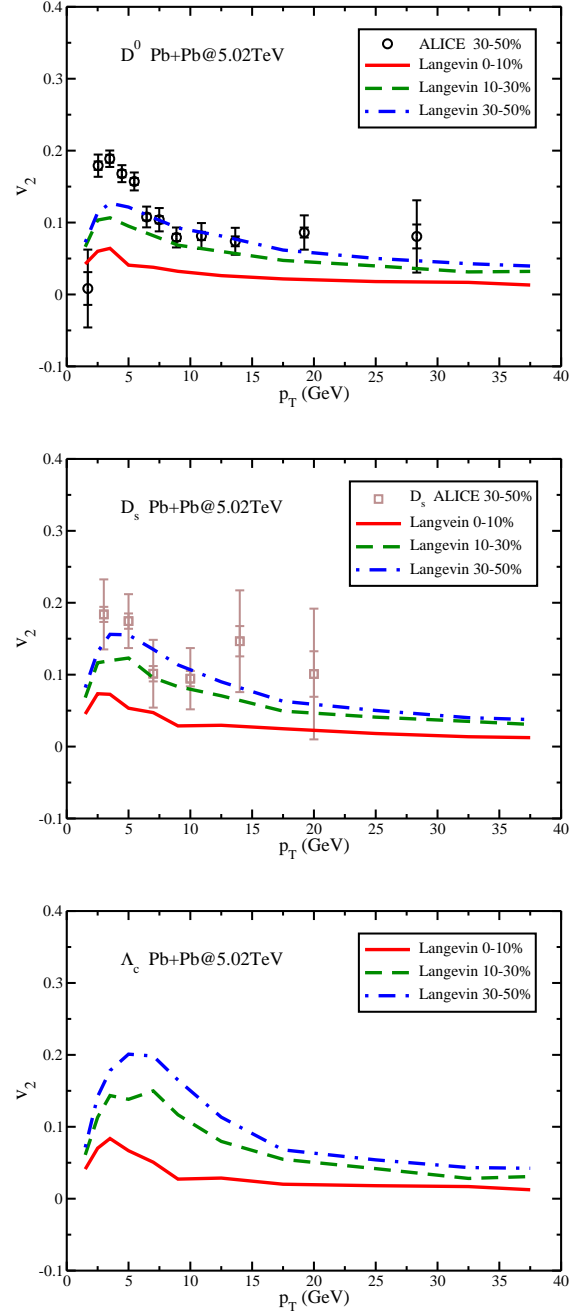 0.4
D0 Pb+Pb@5.02TeV
ALICE 30-50%
Langevin 0-10%
Langevin 10-30%
Langevin 30-50%
0.3
0.2
v2
0.1
0
-0.1
0 5 10 15 20 25 30 35 40
pT (GeV)
0.4
Ds Pb+Pb@5.02TeV
Ds ALICE 30-50%
Langvein 0-10%
Langevin 10-30%
Langevin 30-50%
0.3
0.2
v2
0.1
0
-0.1
0 5 10 15 20 25 30 35 40
pT (GeV)
0.4
Λc Pb+Pb@5.02TeV
Langevin 0-10%
Langevin 10-30%
Langevin 30-50%
0.3
0.2
v2
0.1
0
-0.1
0 5 10 15 20 25 30 35 40
pT (GeV)